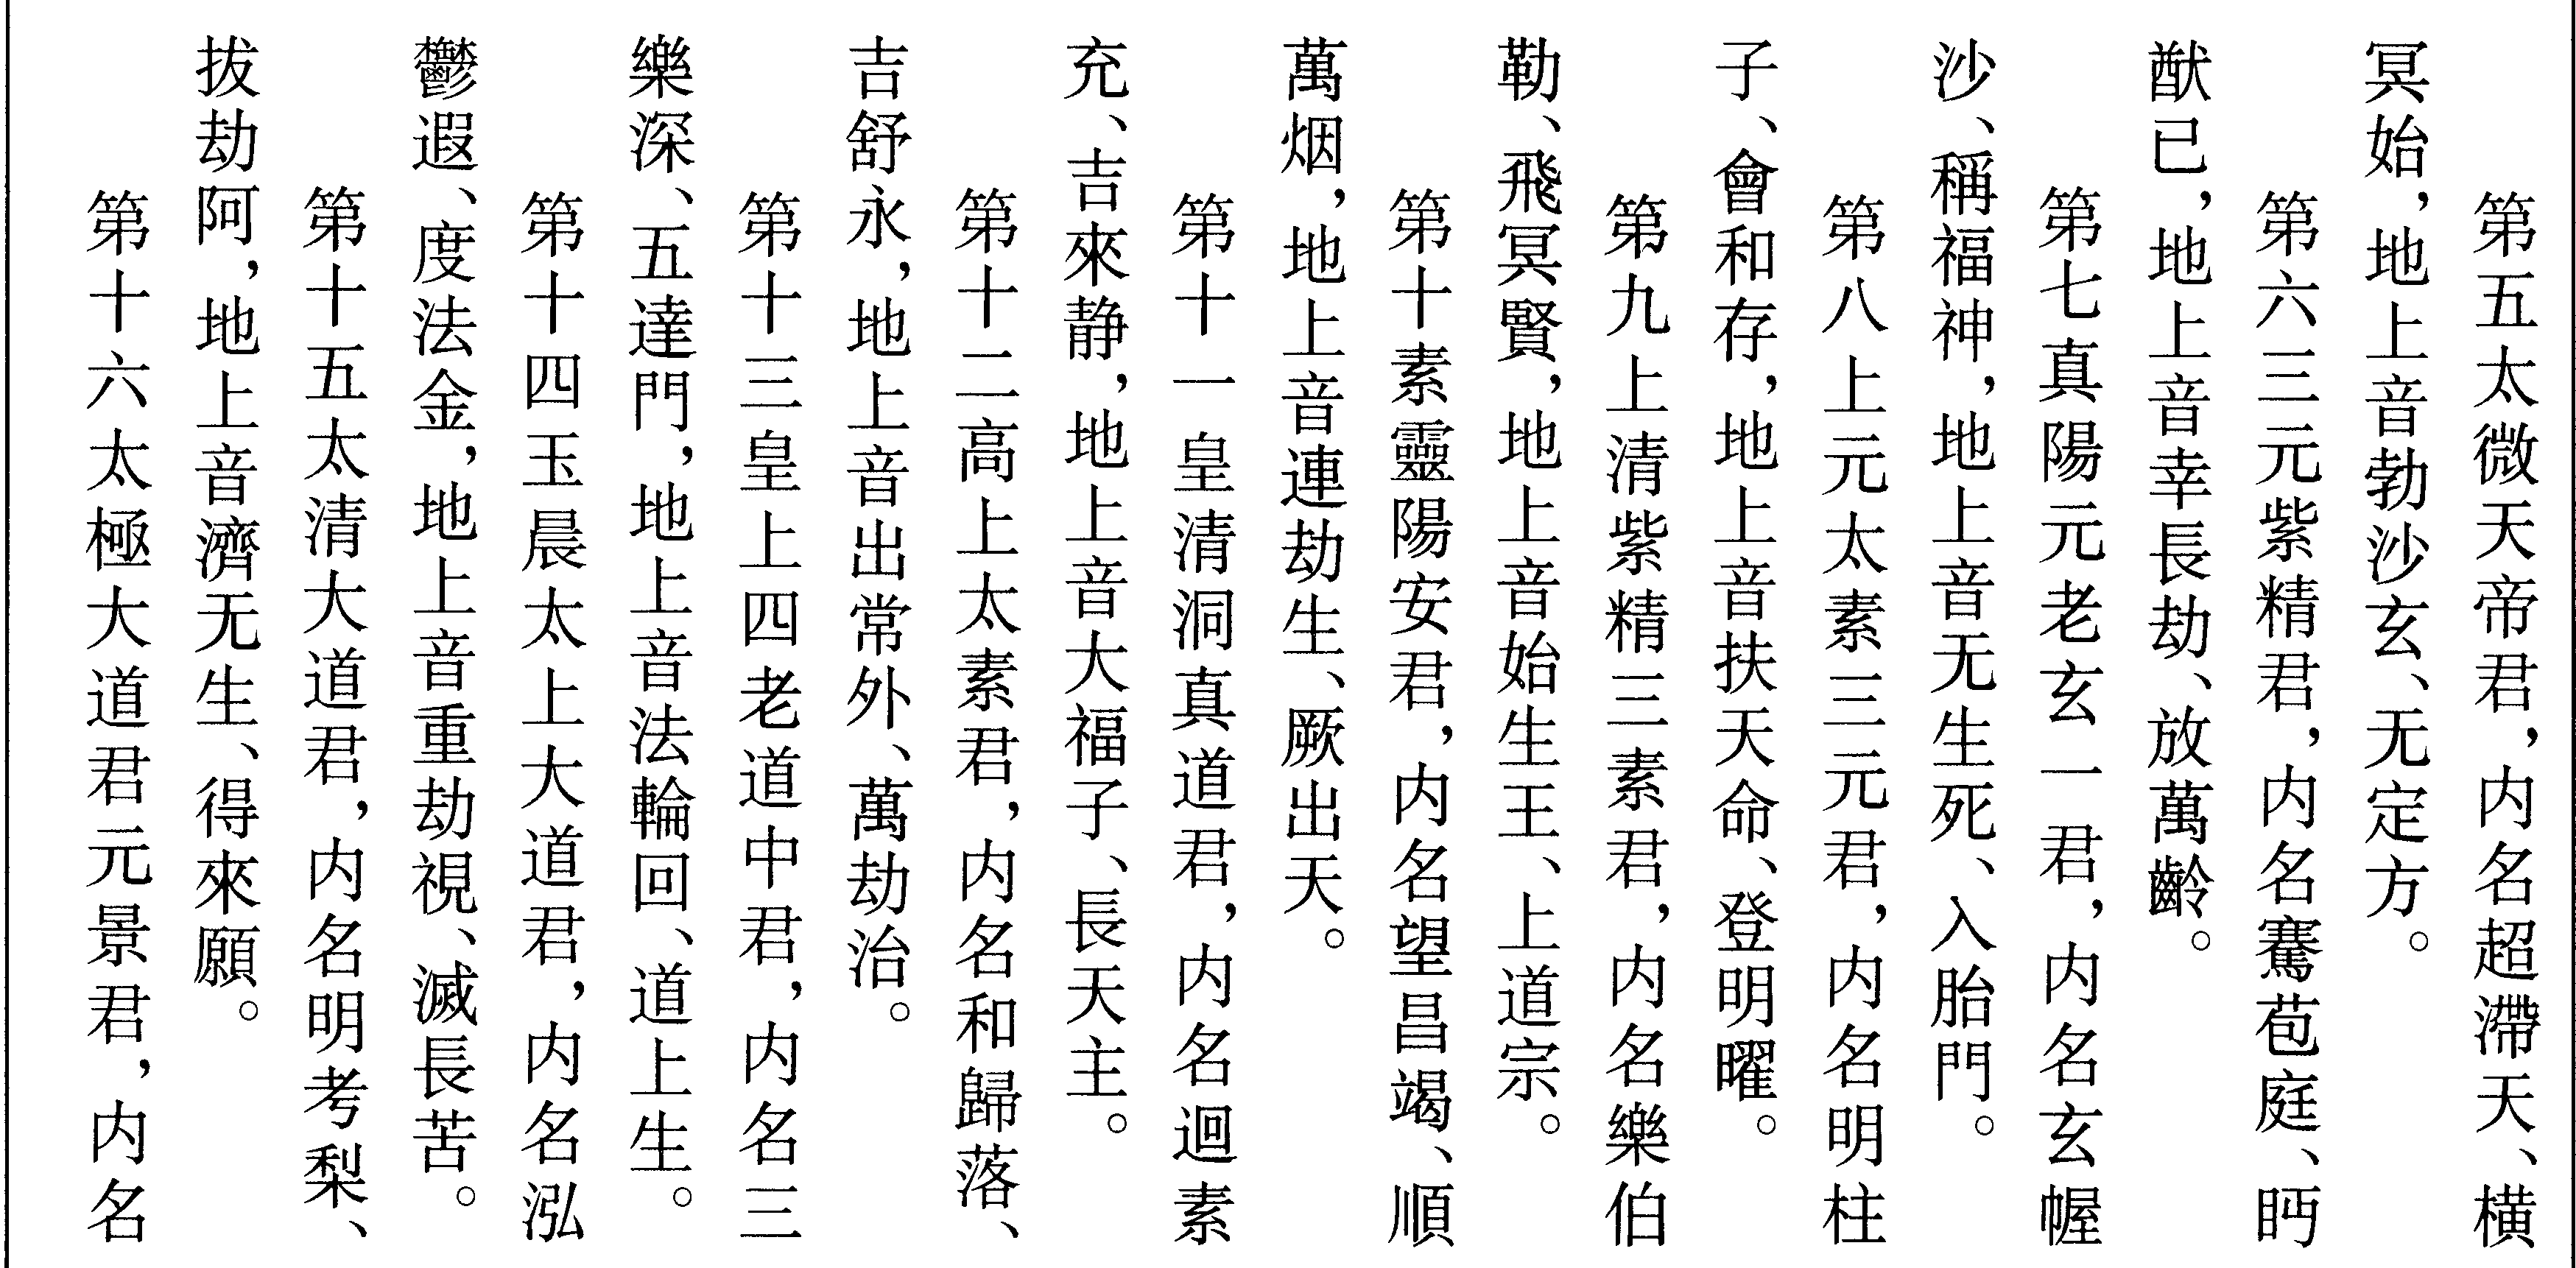 第五太微天帝君，内名超滯天、横
冥始，地上音勃沙玄、无定方。
第六三元紫精君，内名騫苞庭、眄
猷已，地上音幸長劫、放萬齡。
第七真陽元老玄一君，内名玄幄
沙、稱福神，地上音无生死、入胎門。
第八上元太素三元君，内名明柱
子、會和存，地上音扶天命、登明曜。
第九上清紫精三素君，内名樂伯
勒、飛冥賢，地上音始生王、上道宗。
第十素靈陽安君，内名望昌竭、順
萬烟，地上音連劫生、厥出天。
第十一皇清洞真道君，内名迴素
充、吉來静，地上音大福子、長天主。
第十二高上太素君，内名和歸落、
吉舒永，地上音出常外、萬劫治。
第十三皇上四老道中君，内名三
樂深、五達門，地上音法輪回、道上生。
第十四玉晨太上大道君，内名泓
鬱遐、度法金，地上音重劫視、滅長苦。
第十五太清大道君，内名明考梨、
拔劫阿，地上音濟无生、得來願。
第十六太極大道君元景君，内名